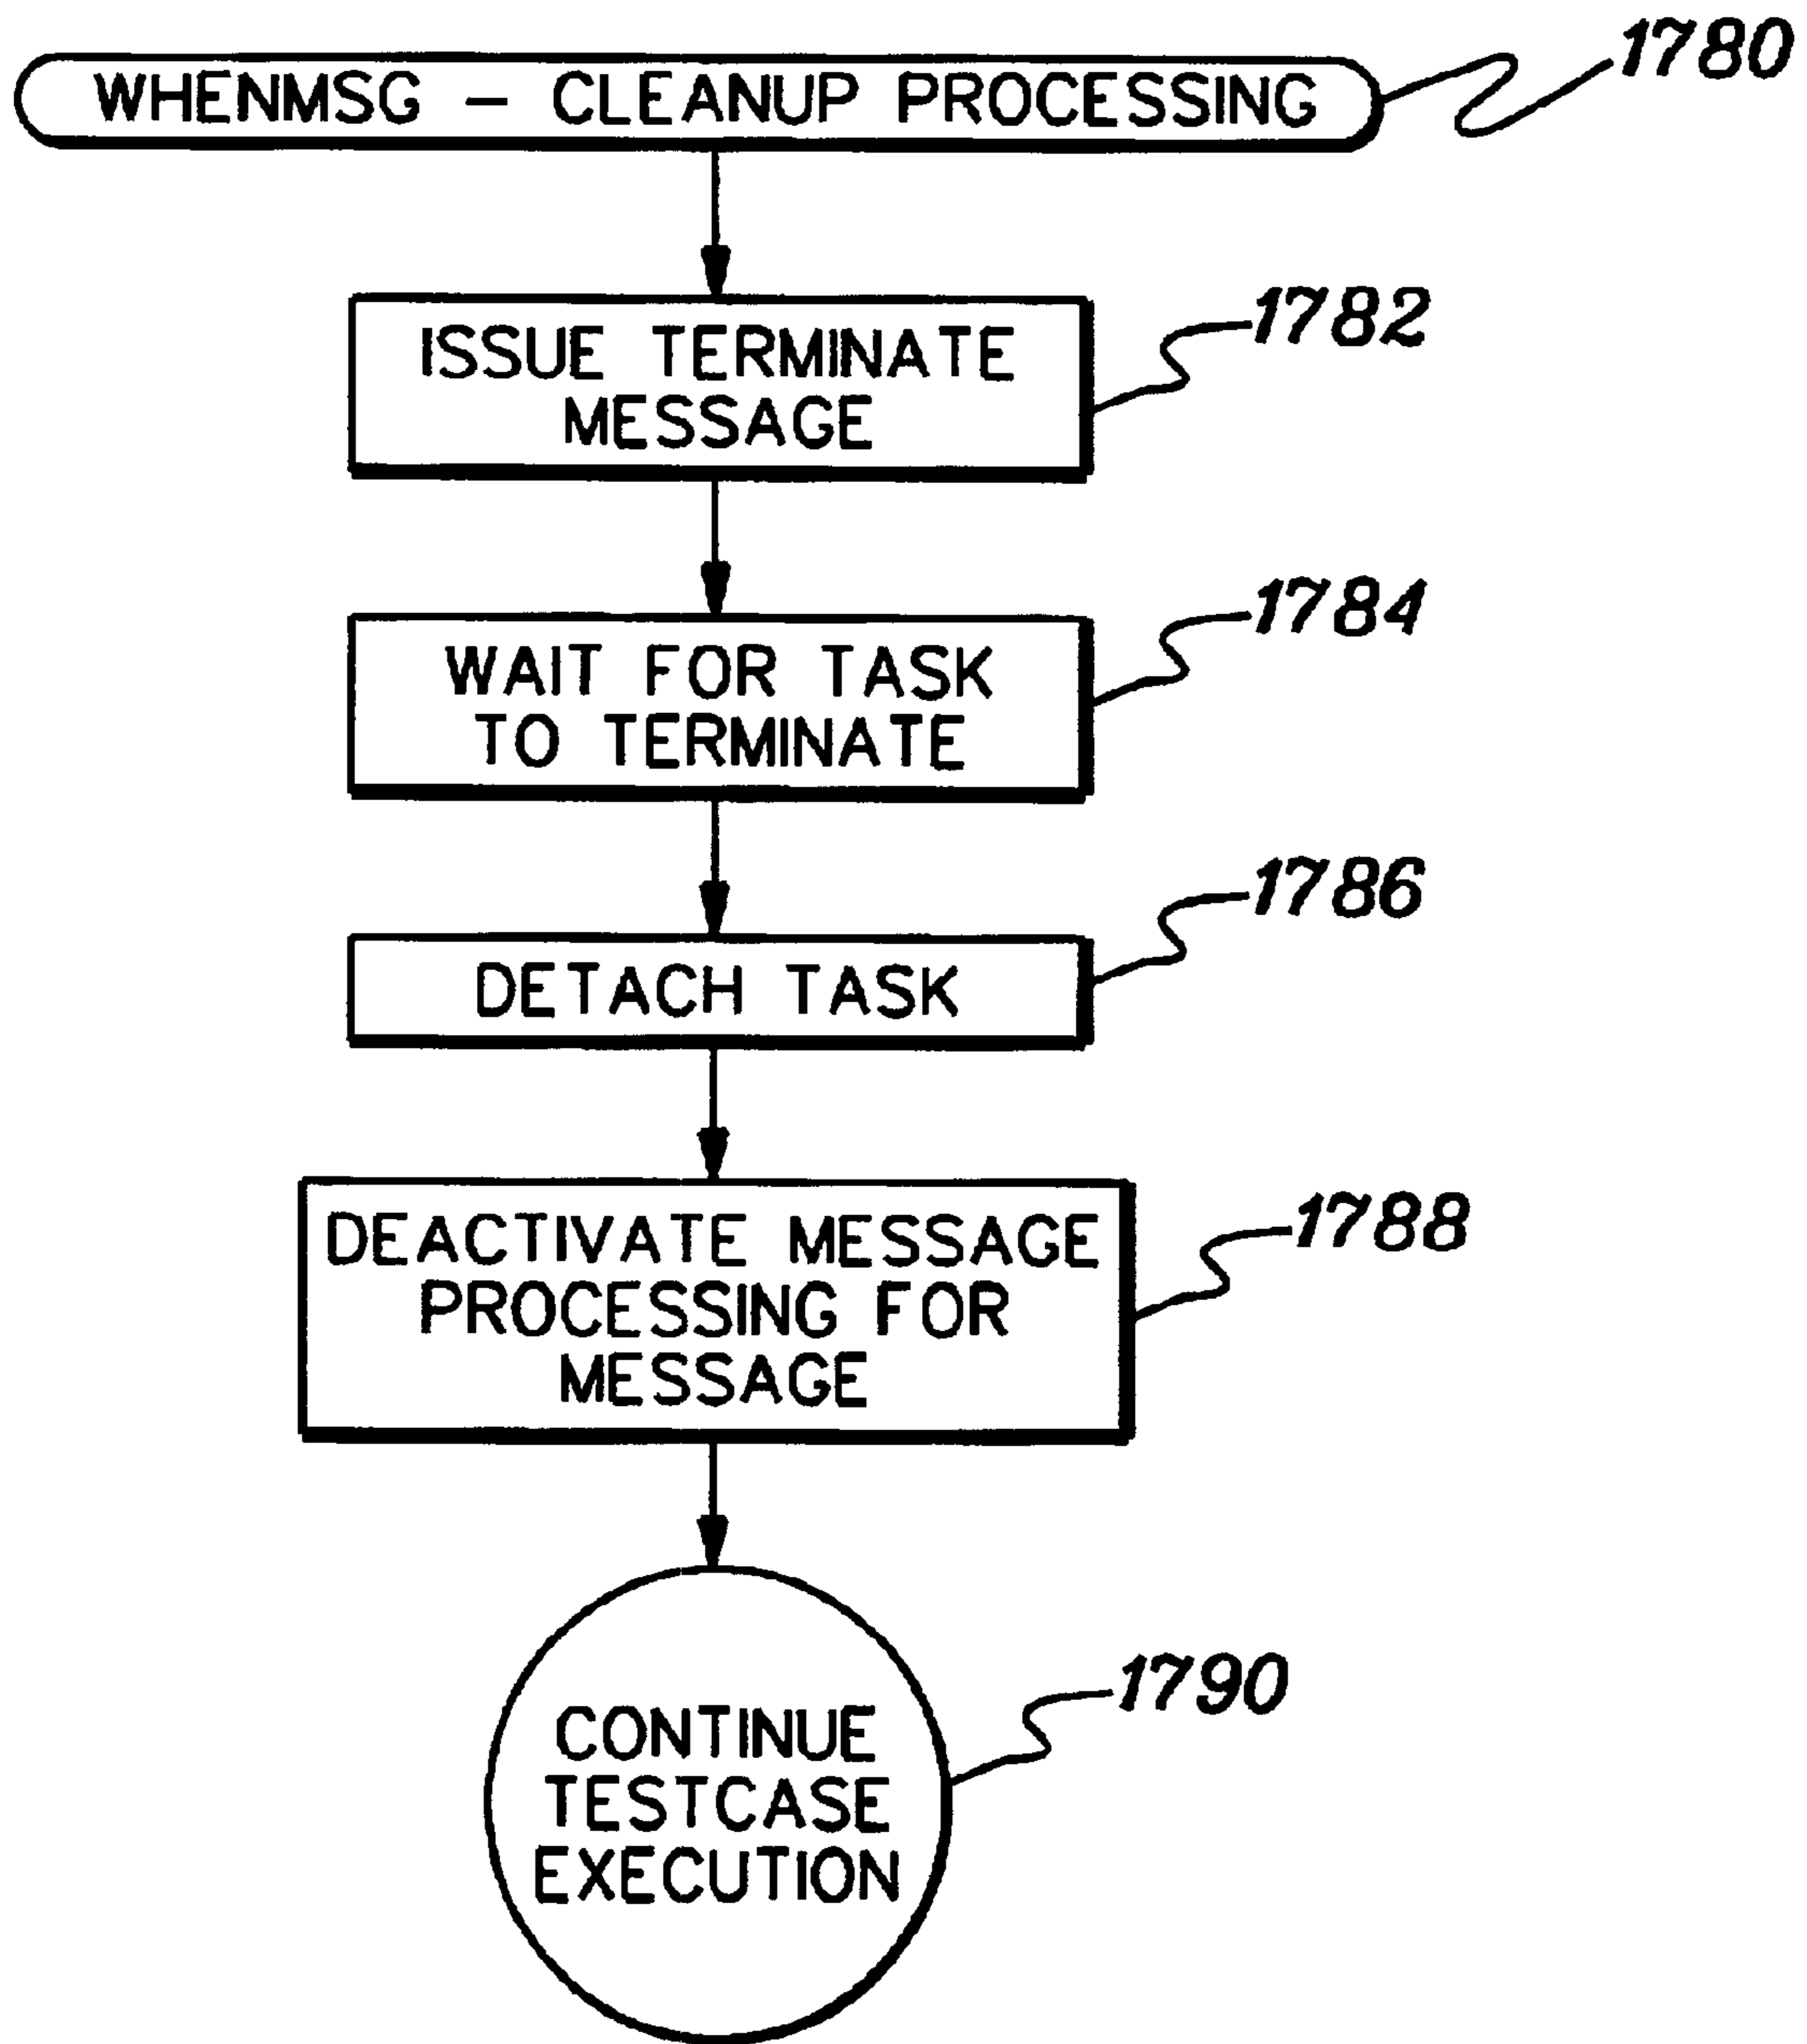 WHENMSG – CLEANUP PROCESSING
1780
ISSUE TERMINATE
MESSAGE
1782
WAIT FOR TASK
TO TERMINATE
1784
DETACH TASK
1786
DEACTIVATE MESSAGE
PROCESSING FOR
MESSAGE
1788
CONTINUE
TESTCASE
EXECUTION
1790